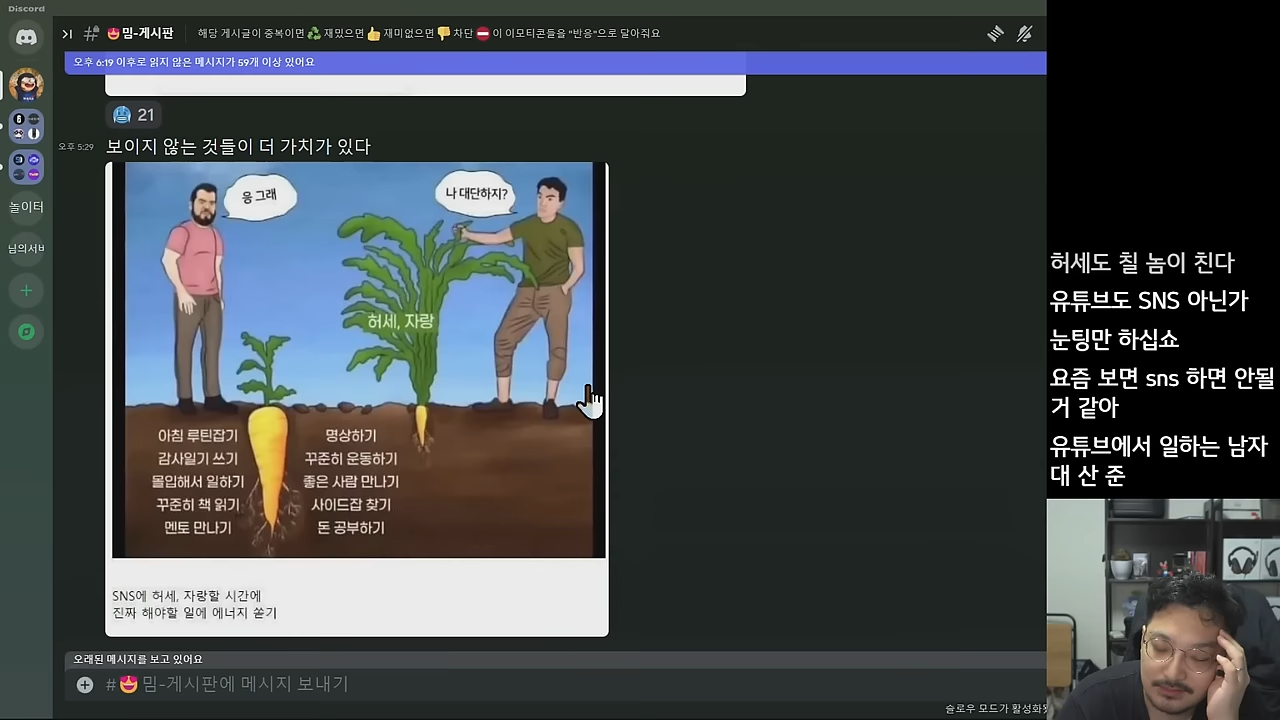 Discord
밈-게시판
해당 게시글이 중복이면 ♻ 재밌으면 👍 재미없으면 👎 차단 ⛔ 이 이모티콘들을 "반응"으로 달아줘요
오후 6:19 이후로 읽지 않은 메시지가 59개 이상 있어요
21
오후 5:29
보이지 않는 것들이 더 가치가 있다
응 그래
나 대단하지?
허세, 자랑
아침 루틴잡기
감사일기 쓰기
몰입해서 일하기
꾸준히 책 읽기
멘토 만나기
명상하기
꾸준히 운동하기
좋은 사람 만나기
사이드잡 찾기
돈 공부하기
SNS에 허세, 자랑할 시간에
진짜 해야할 일에 에너지 쏟기
오래된 메시지를 보고 있어요
#😍밈-게시판에 메시지 보내기
슬로우 모드가 활성화
놀이터
님의서버
허세도 칠 놈이 친다
유튜브도 SNS 아닌가
눈팅만 하십쇼
요즘 보면 sns 하면 안될
거 같아
유튜브에서 일하는 남자
대 산 준